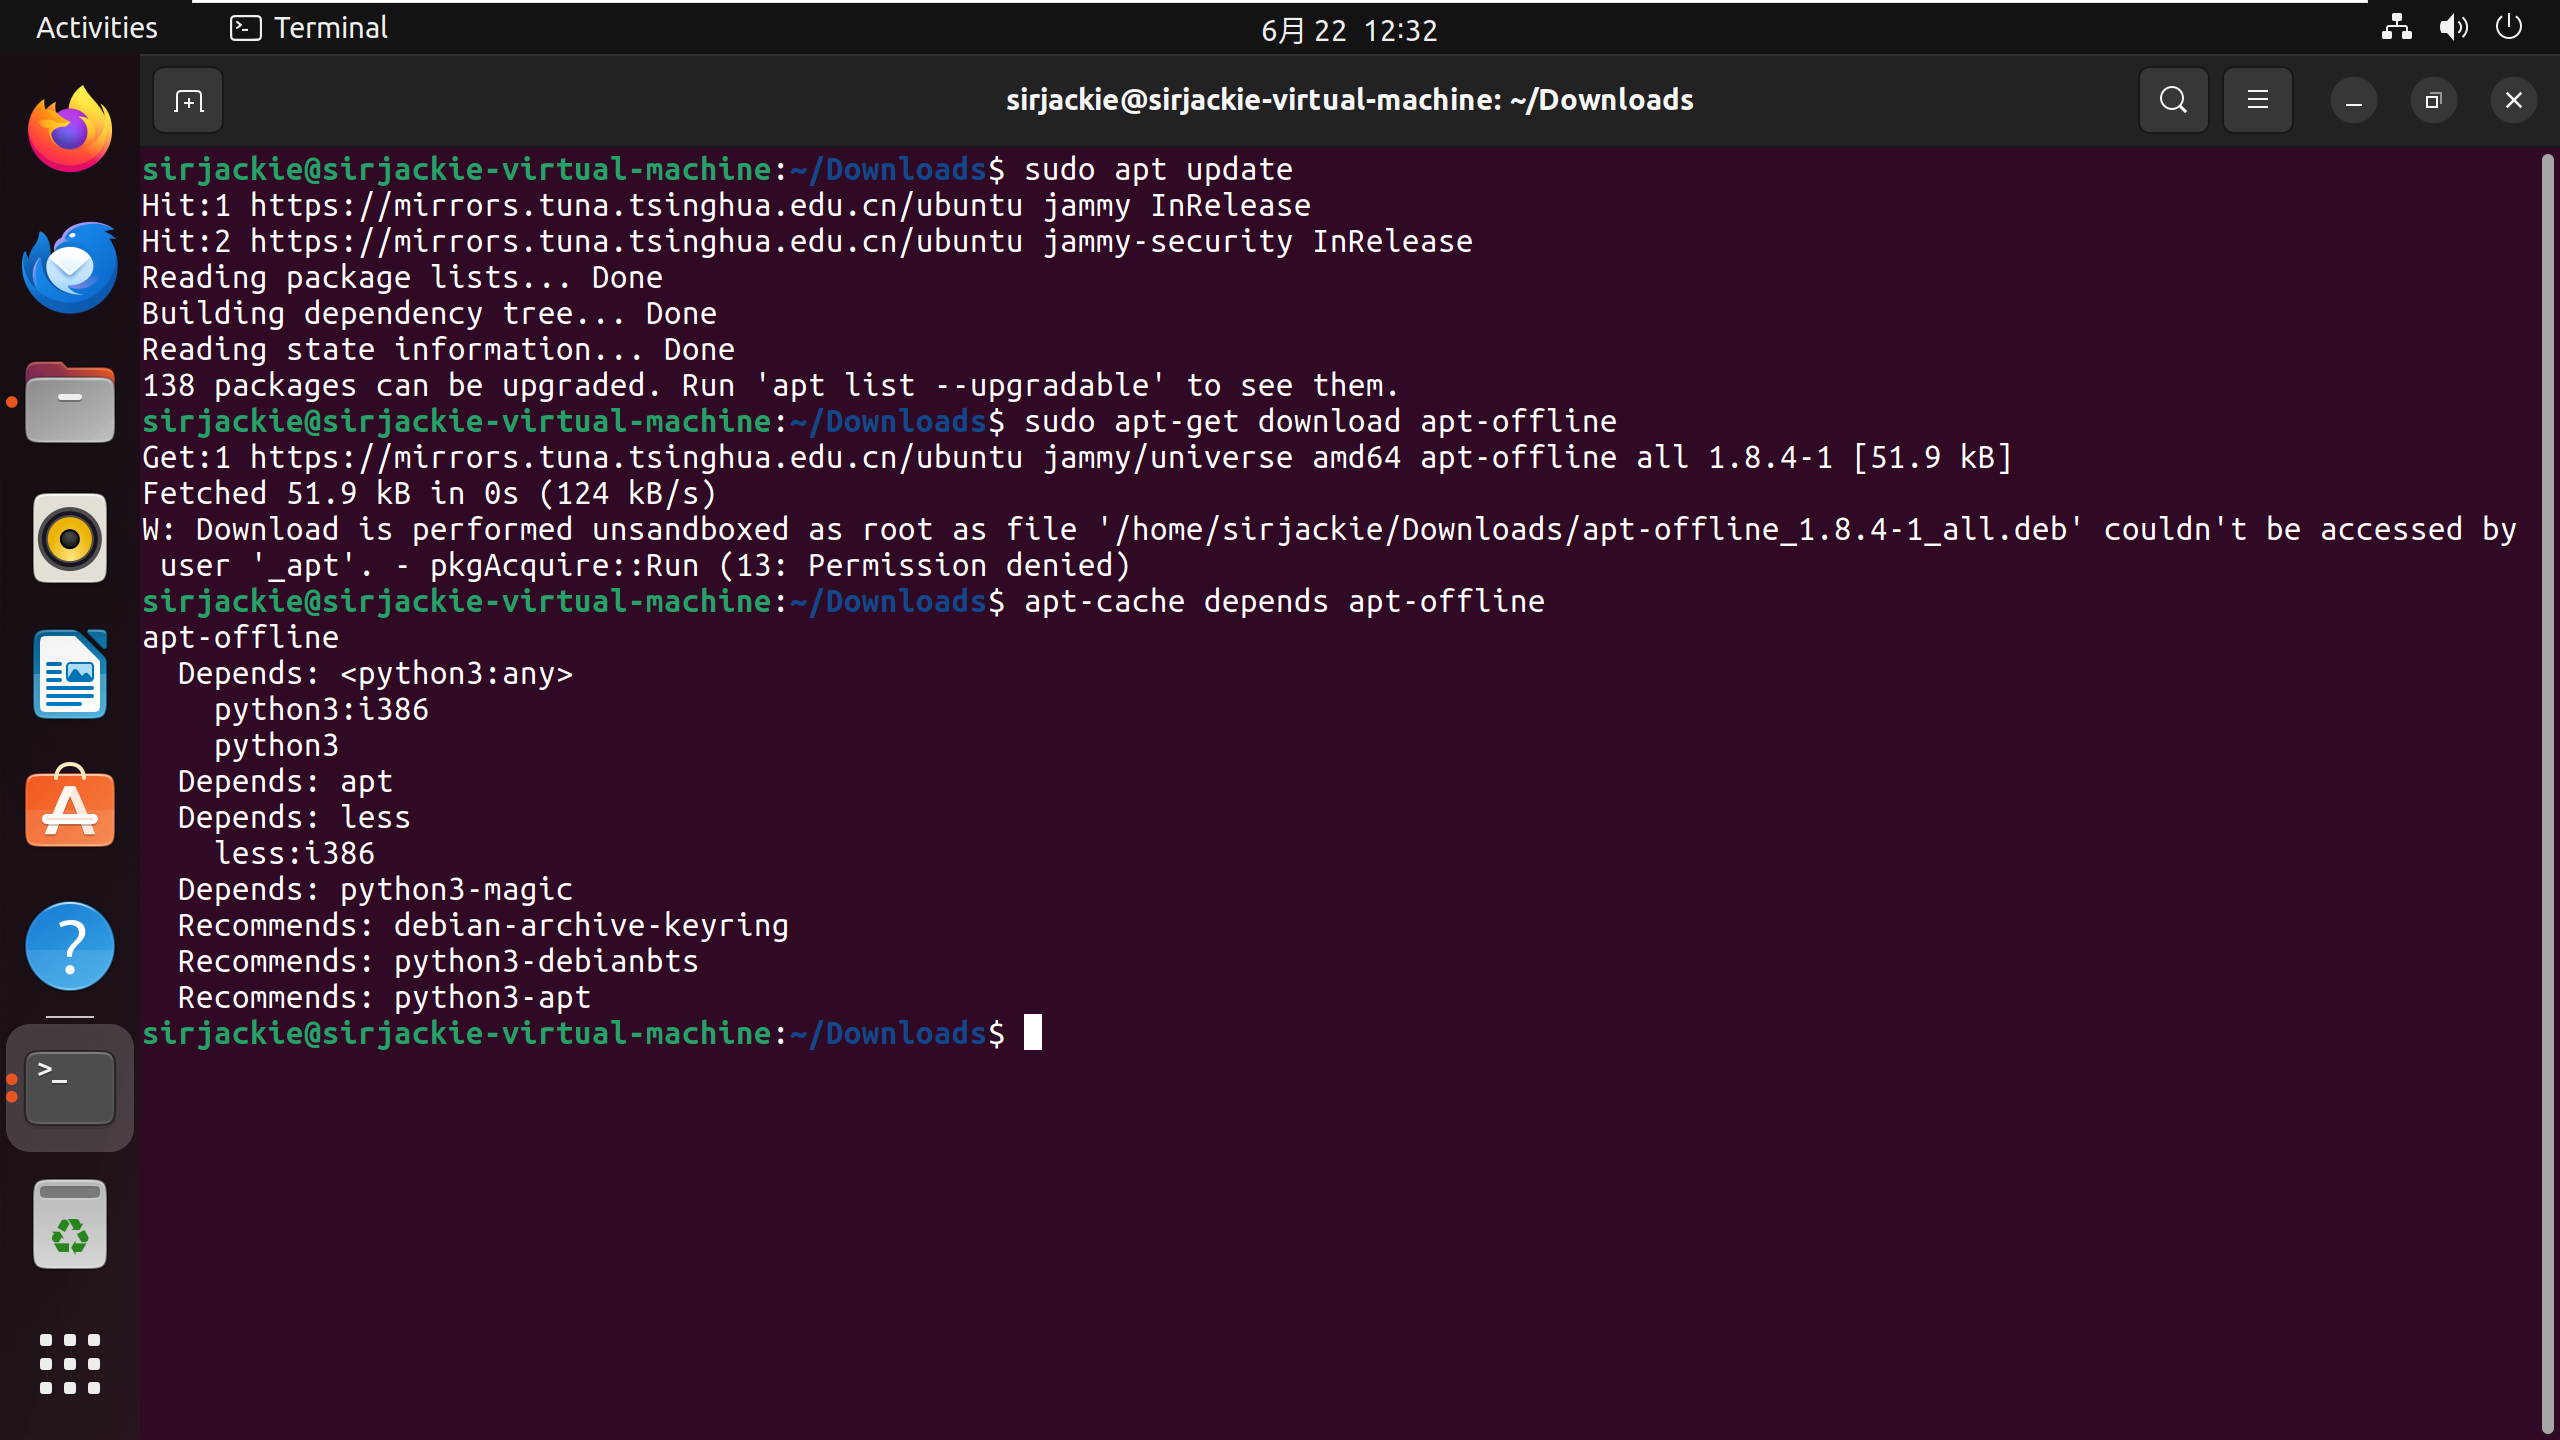 Activities
Terminal
6月 22 12:32
sirjackie@sirjackie-virtual-machine: ~/Downloads
sirjackie@sirjackie-virtual-machine:~/Downloads$ sudo apt update
Hit:1 https://mirrors.tuna.tsinghua.edu.cn/ubuntu jammy InRelease
Hit:2 https://mirrors.tuna.tsinghua.edu.cn/ubuntu jammy-security InRelease
Reading package lists... Done
Building dependency tree... Done
Reading state information... Done
138 packages can be upgraded. Run 'apt list --upgradable' to see them.
sirjackie@sirjackie-virtual-machine:~/Downloads$ sudo apt-get download apt-offline
Get:1 https://mirrors.tuna.tsinghua.edu.cn/ubuntu jammy/universe amd64 apt-offline all 1.8.4-1 [51.9 kB]
Fetched 51.9 kB in 0s (124 kB/s)
W: Download is performed unsandboxed as root as file '/home/sirjackie/Downloads/apt-offline_1.8.4-1_all.deb' couldn't be accessed by
 user '_apt'. - pkgAcquire::Run (13: Permission denied)
sirjackie@sirjackie-virtual-machine:~/Downloads$ apt-cache depends apt-offline
apt-offline
  Depends: <python3:any>
    python3:i386
    python3
  Depends: apt
  Depends: less
    less:i386
  Depends: python3-magic
  Recommends: debian-archive-keyring
  Recommends: python3-debianbts
  Recommends: python3-apt
sirjackie@sirjackie-virtual-machine:~/Downloads$